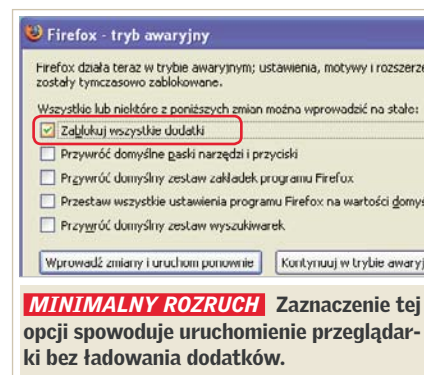 Firefox - tryb awaryjny
Firefox działa teraz w trybie awaryjnym; ustawienia, motywy i rozszerze
zostały tymczasowo zablokowane.
Wszystkie lub niektóre z poniższych zmian można wprowadzić na stałe:
Zablokuj wszystkie dodatki
Przywróć domyślne paski narzędzi i przyciski
Przywróć domyślny zestaw zakładek programu Firefox
Przestaw wszystkie ustawienia programu Firefox na wartości domyś
Przywróć domyślny zestaw wyszukiwarek
Wprowadź zmiany i uruchom ponownie Kontynuuj w trybie awaryj
MINIMALNY ROZRUCH Zaznaczenie tej
opcji spowoduje uruchomienie przeglądar-
ki bez ładowania dodatków.